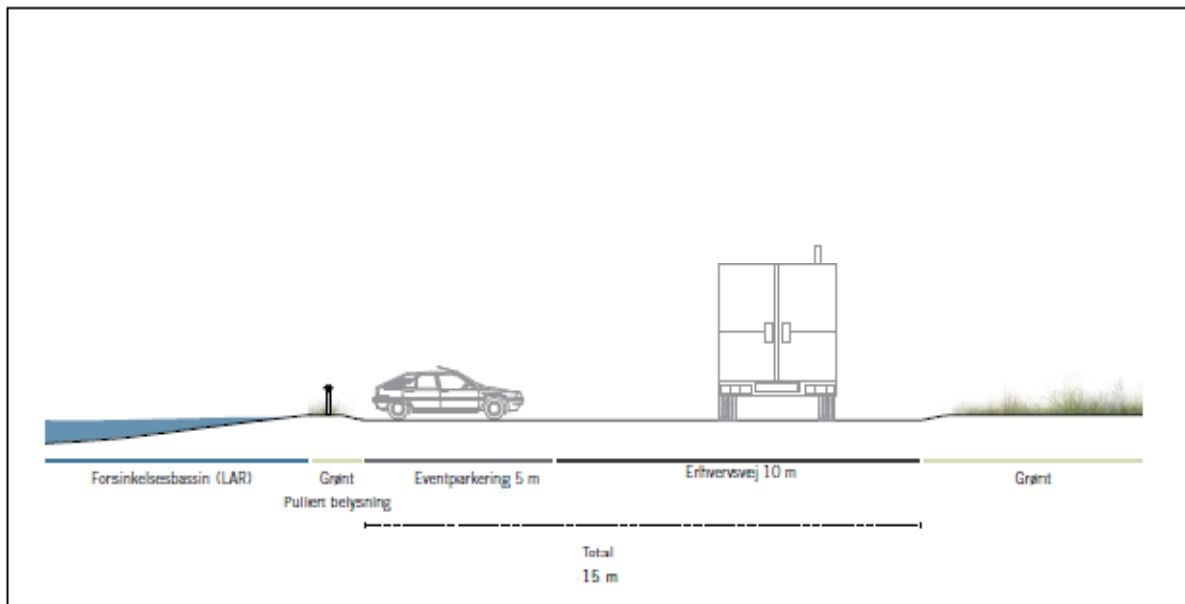 Forsinkelsesbassin (LAR)
Grønt
Pullert belysning
Eventparkering 5 m
Erhvervsvej 10 m
Grønt
Total
15 m